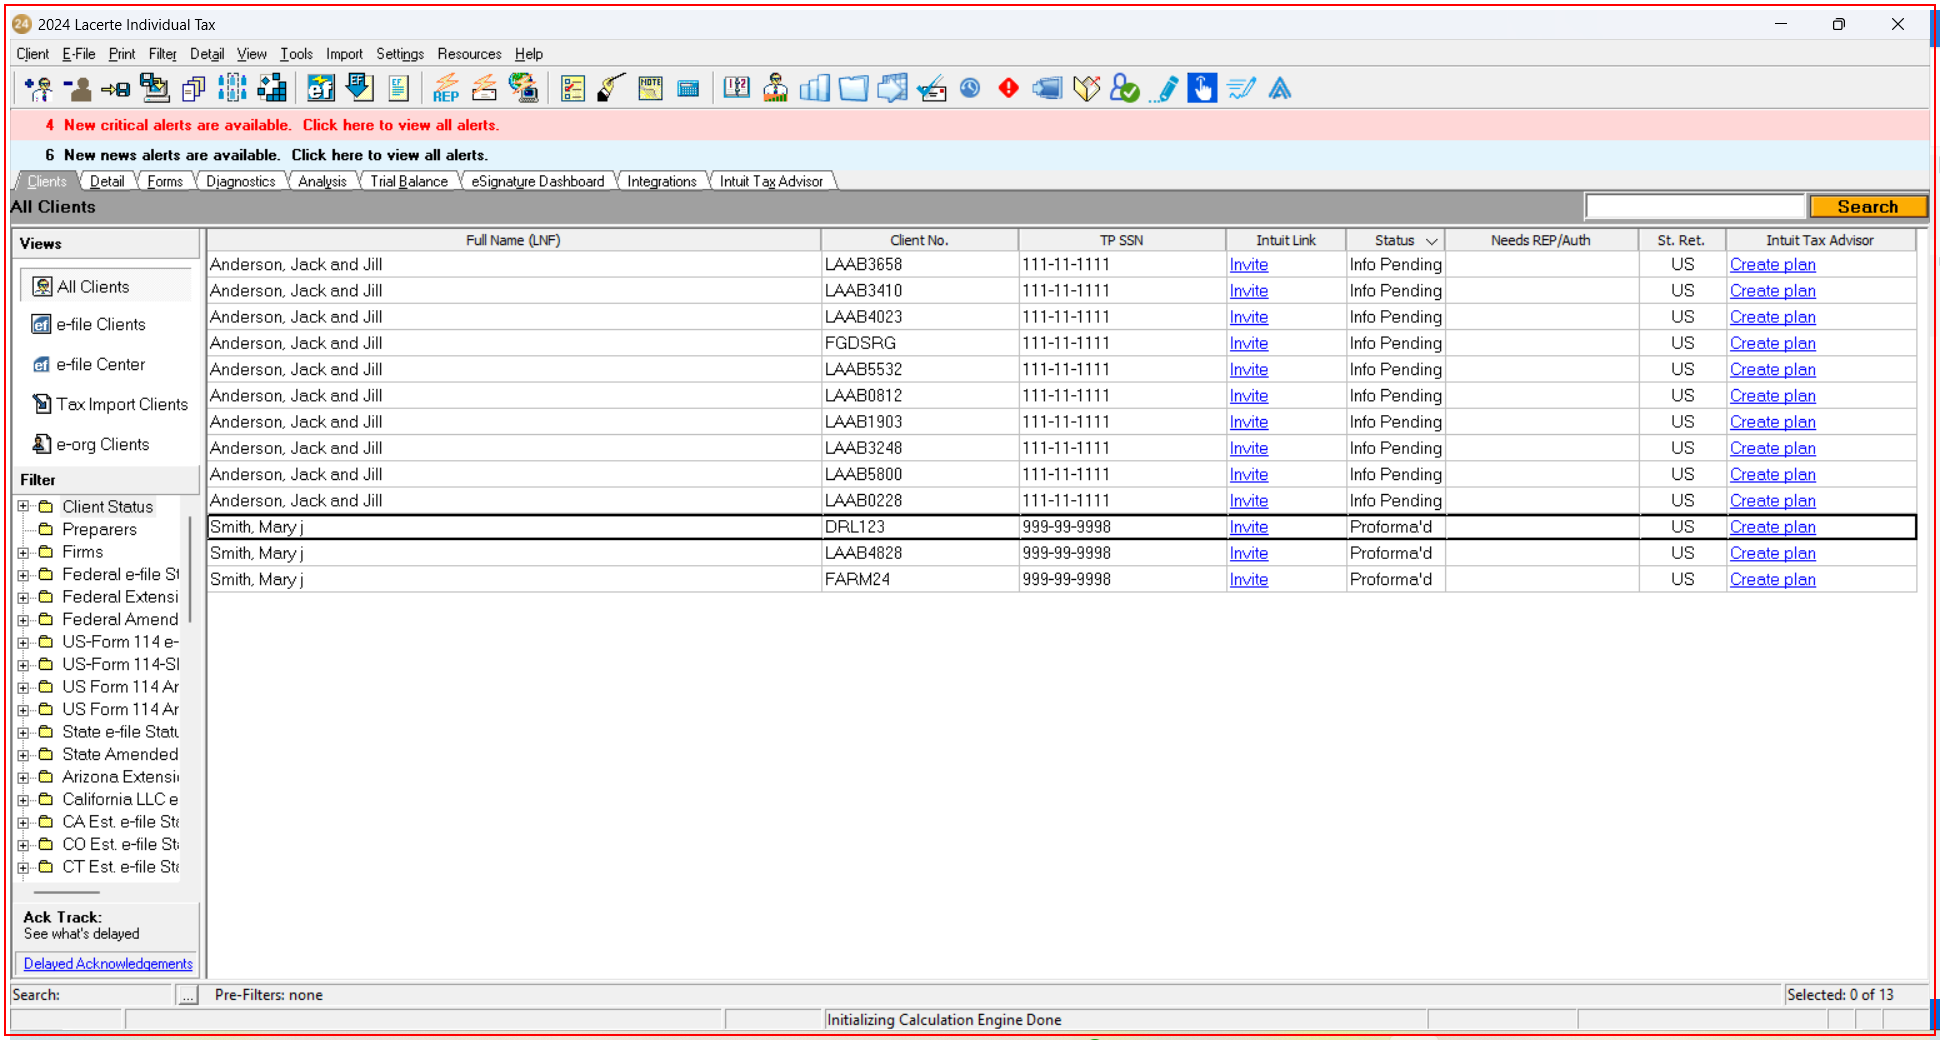 24 2024 Lacerte Individual Tax
Client E-File Print Filter Detail View Tools Import Settings Resources Help
4 New critical alerts are available. Click here to view all alerts.
6 New news alerts are available. Click here to view all alerts.
Clients Detail Forms Diagnostics Analysis Trial Balance eSignature Dashboard Integrations Intuit Tax Advisor
All Clients Search
Views
All Clients
e-file Clients
e-file Center
Tax Import Clients
e-org Clients
Filter
Client Status
Preparers
Firms
Federal e-file St
Federal Extensi
Federal Amend
US-Form 114 e-
US-Form 114-SI
US Form 114 Ar
US Form 114 Ar
State e-file Statu
State Amended
Arizona Extensi
California LLC e
CA Est. e-file Sta
CO Est. e-file Sta
CT Est. e-file Sta
Ack Track:
See what's delayed
Delayed Acknowledgements
Full Name (LNF) Client No. TP SSN Intuit Link Status Needs REP/Auth St. Ret. Intuit Tax Advisor
Anderson, Jack and Jill LAAB3658 111-11-1111 Invite Info Pending US Create plan
Anderson, Jack and Jill LAAB3410 111-11-1111 Invite Info Pending US Create plan
Anderson, Jack and Jill LAAB4023 111-11-1111 Invite Info Pending US Create plan
Anderson, Jack and Jill FGDSRG 111-11-1111 Invite Info Pending US Create plan
Anderson, Jack and Jill LAAB5532 111-11-1111 Invite Info Pending US Create plan
Anderson, Jack and Jill LAAB0812 111-11-1111 Invite Info Pending US Create plan
Anderson, Jack and Jill LAAB1903 111-11-1111 Invite Info Pending US Create plan
Anderson, Jack and Jill LAAB3248 111-11-1111 Invite Info Pending US Create plan
Anderson, Jack and Jill LAAB5800 111-11-1111 Invite Info Pending US Create plan
Anderson, Jack and Jill LAAB0228 111-11-1111 Invite Info Pending US Create plan
Smith, Mary j DRL123 999-99-9998 Invite Proforma'd US Create plan
Smith, Mary j LAAB4828 999-99-9998 Invite Proforma'd US Create plan
Smith, Mary j FARM24 999-99-9998 Invite Proforma'd US Create plan
Search: ... Pre-Filters: none Selected: 0 of 13
Initializing Calculation Engine Done